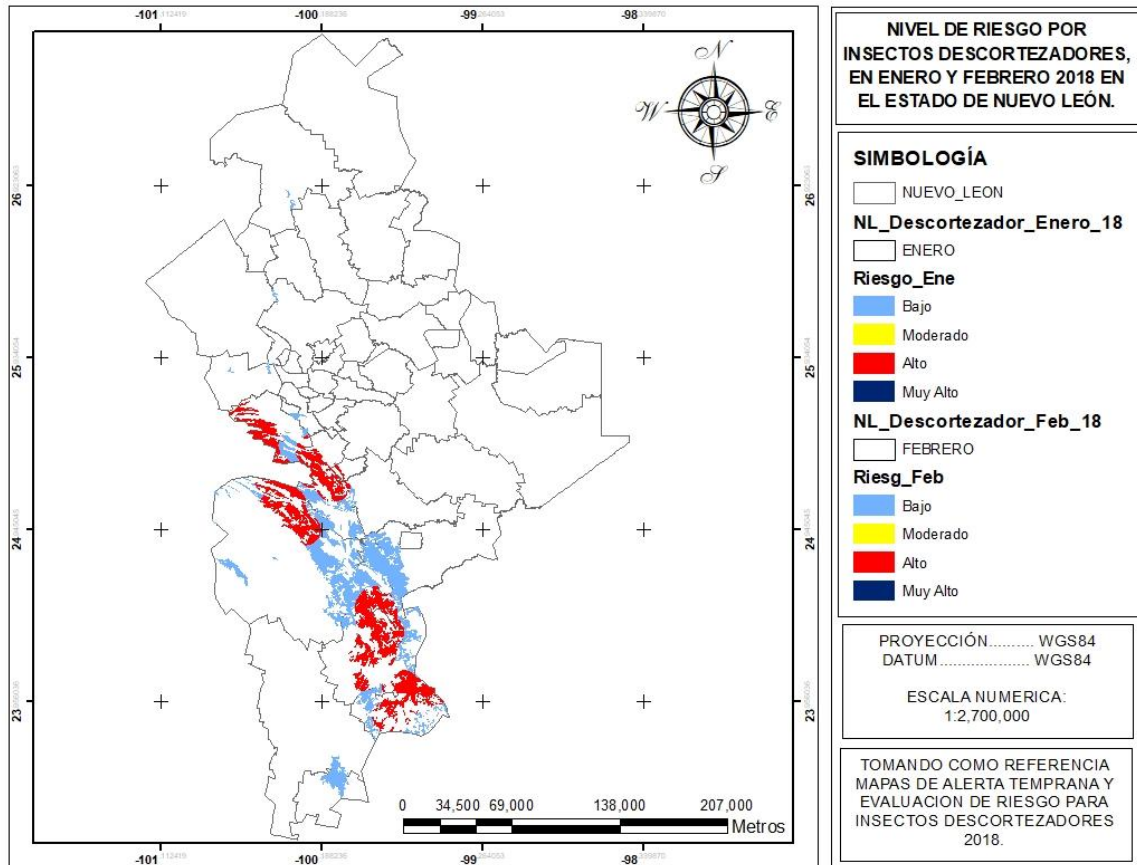 -101 -100 -99 -98
N
W E
S
26
25
24
23
26
25
24
23
0 34,500 69,000 138,000 207,000
Metros
-101 -100 -99 -98
NIVEL DE RIESGO POR
INSECTOS DESCORTEZADORES,
EN ENERO Y FEBRERO 2018 EN
EL ESTADO DE NUEVO LEÓN.
SIMBOLOGÍA
NUEVO_LEON
NL_Descortezador_Enero_18
ENERO
Riesgo_Ene
Bajo
Moderado
Alto
Muy Alto
NL_Descortezador_Feb_18
FEBRERO
Riesg_Feb
Bajo
Moderado
Alto
Muy Alto
PROYECCIÓN.......... WGS84
DATUM.................... WGS84
ESCALA NUMERICA:
1:2,700,000
TOMANDO COMO REFERENCIA
MAPAS DE ALERTA TEMPRANA Y
EVALUACION DE RIESGO PARA
INSECTOS DESCORTEZADORES
2018.